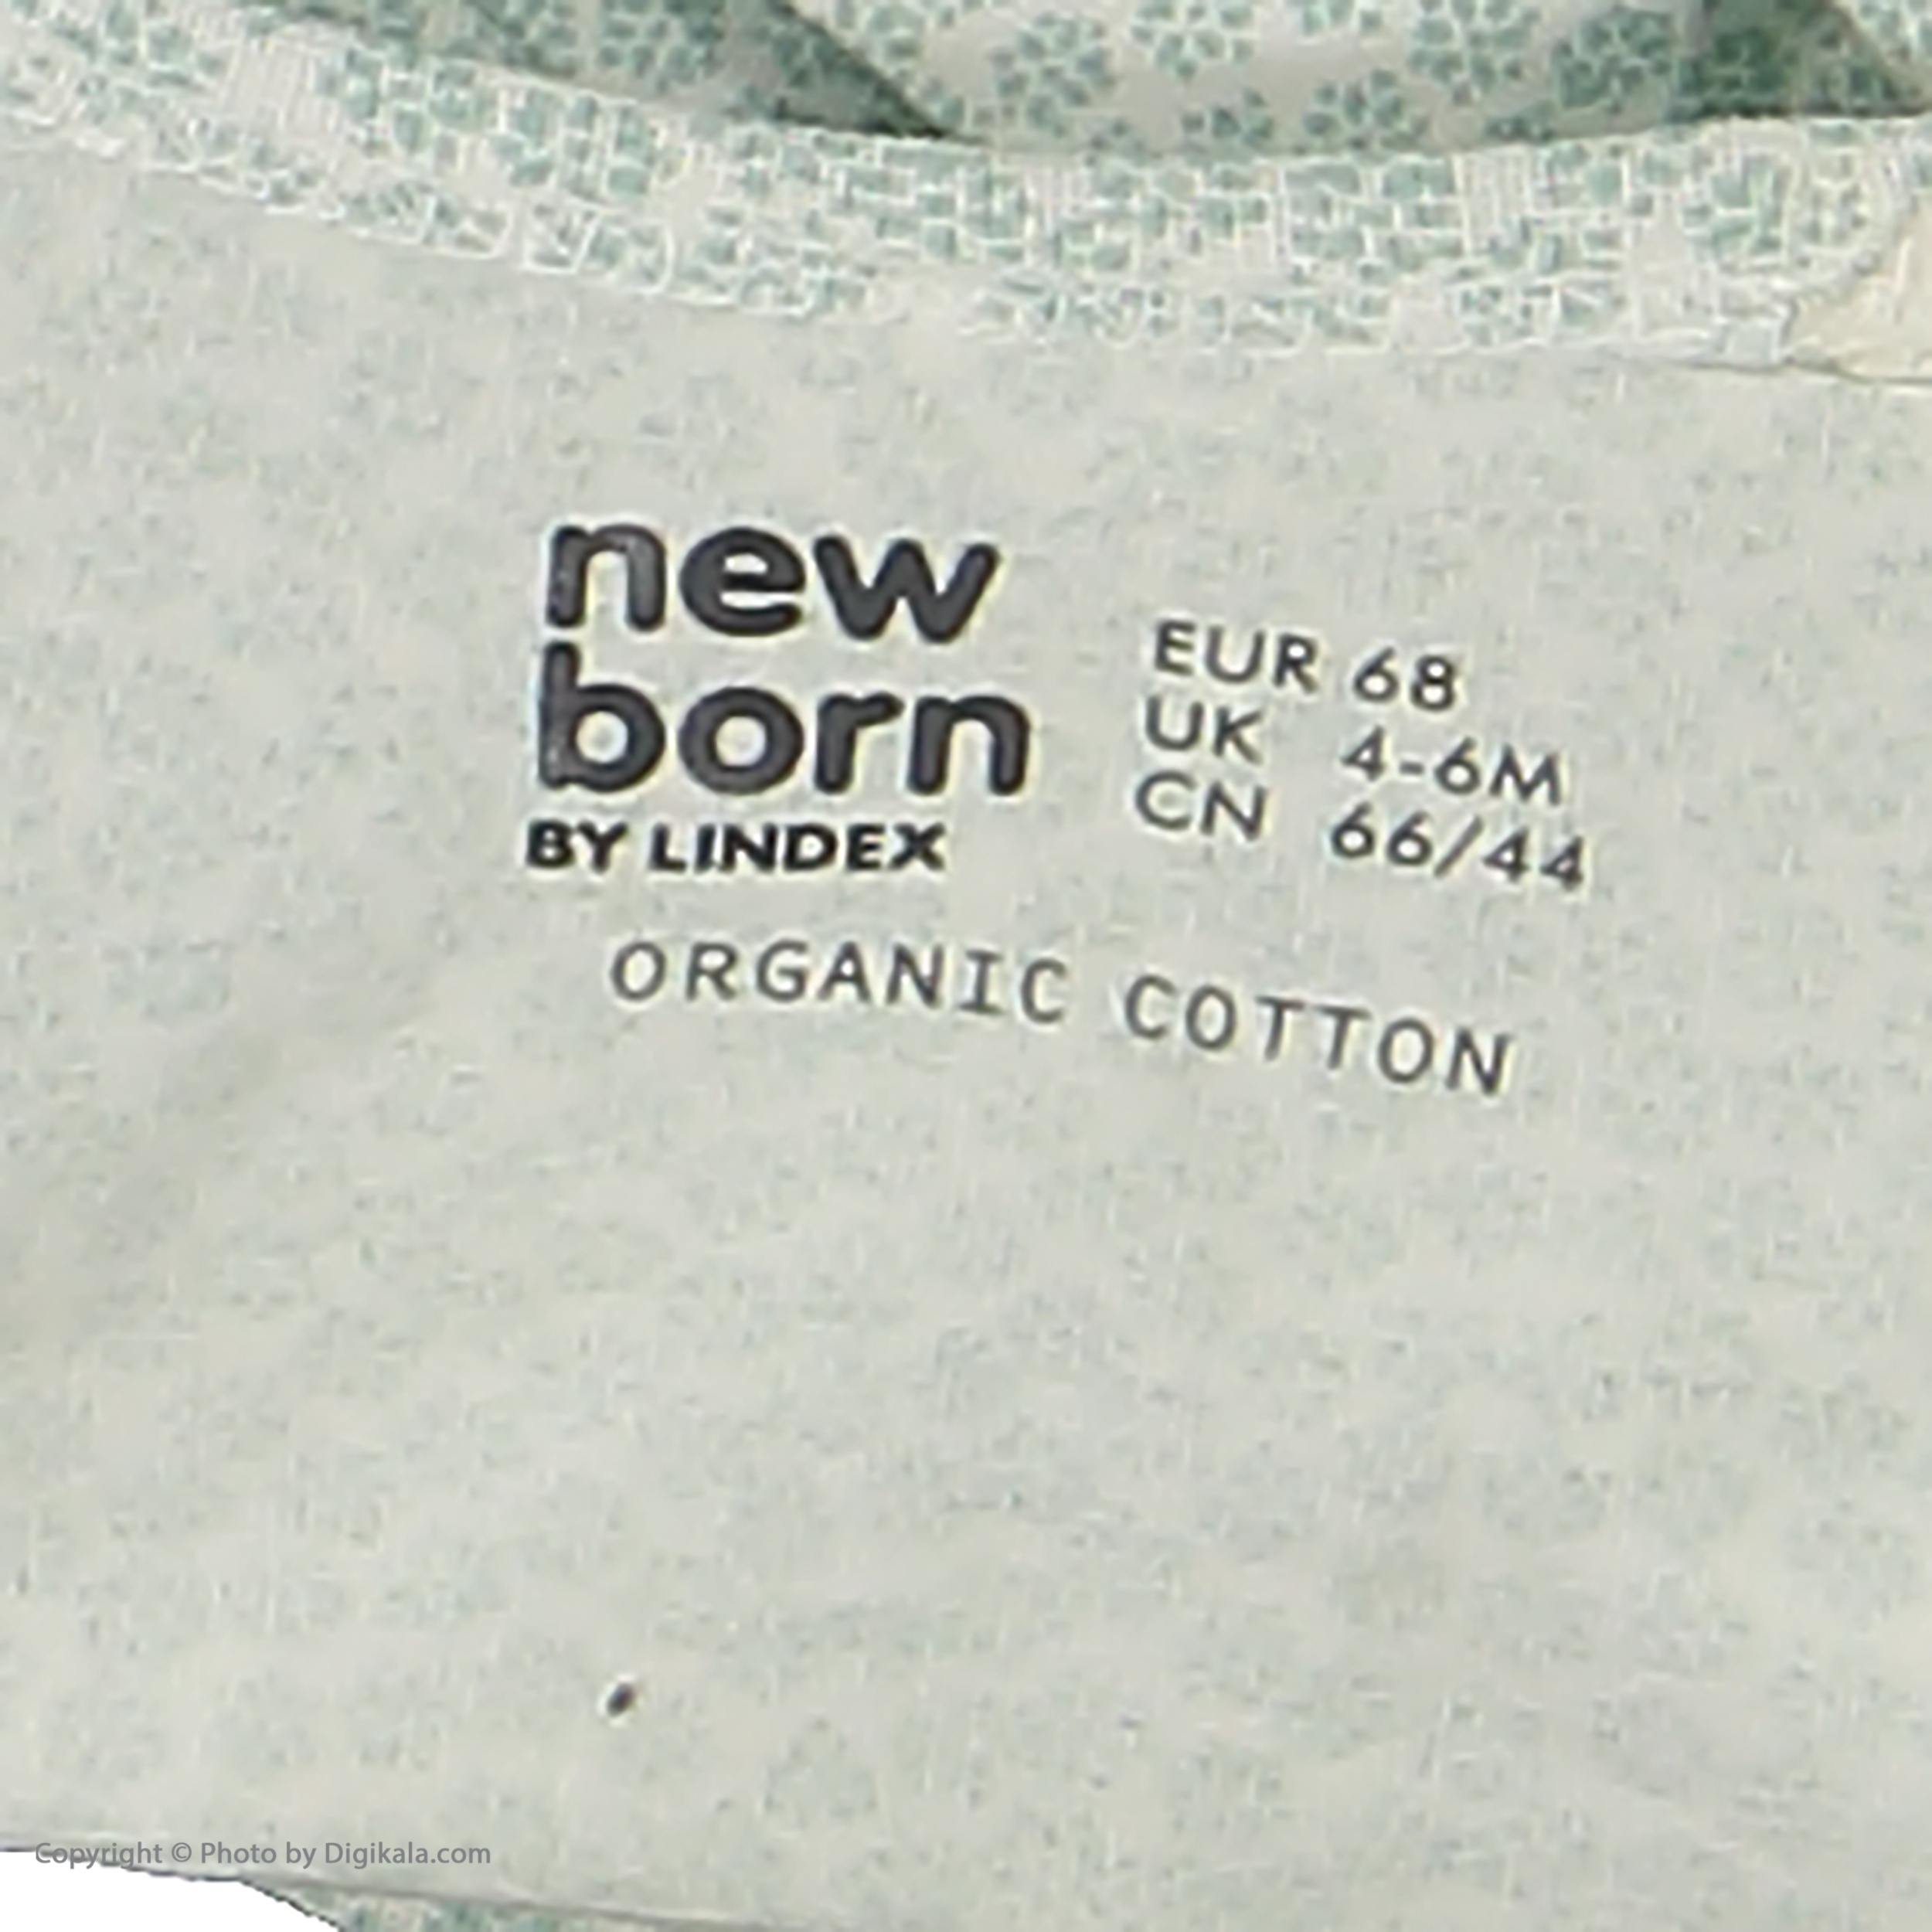 new
born
BY LINDEX
EUR 68
UK 4-6M
CN 66/44
ORGANIC COTTON
Copyright © Photo by Digikala.com